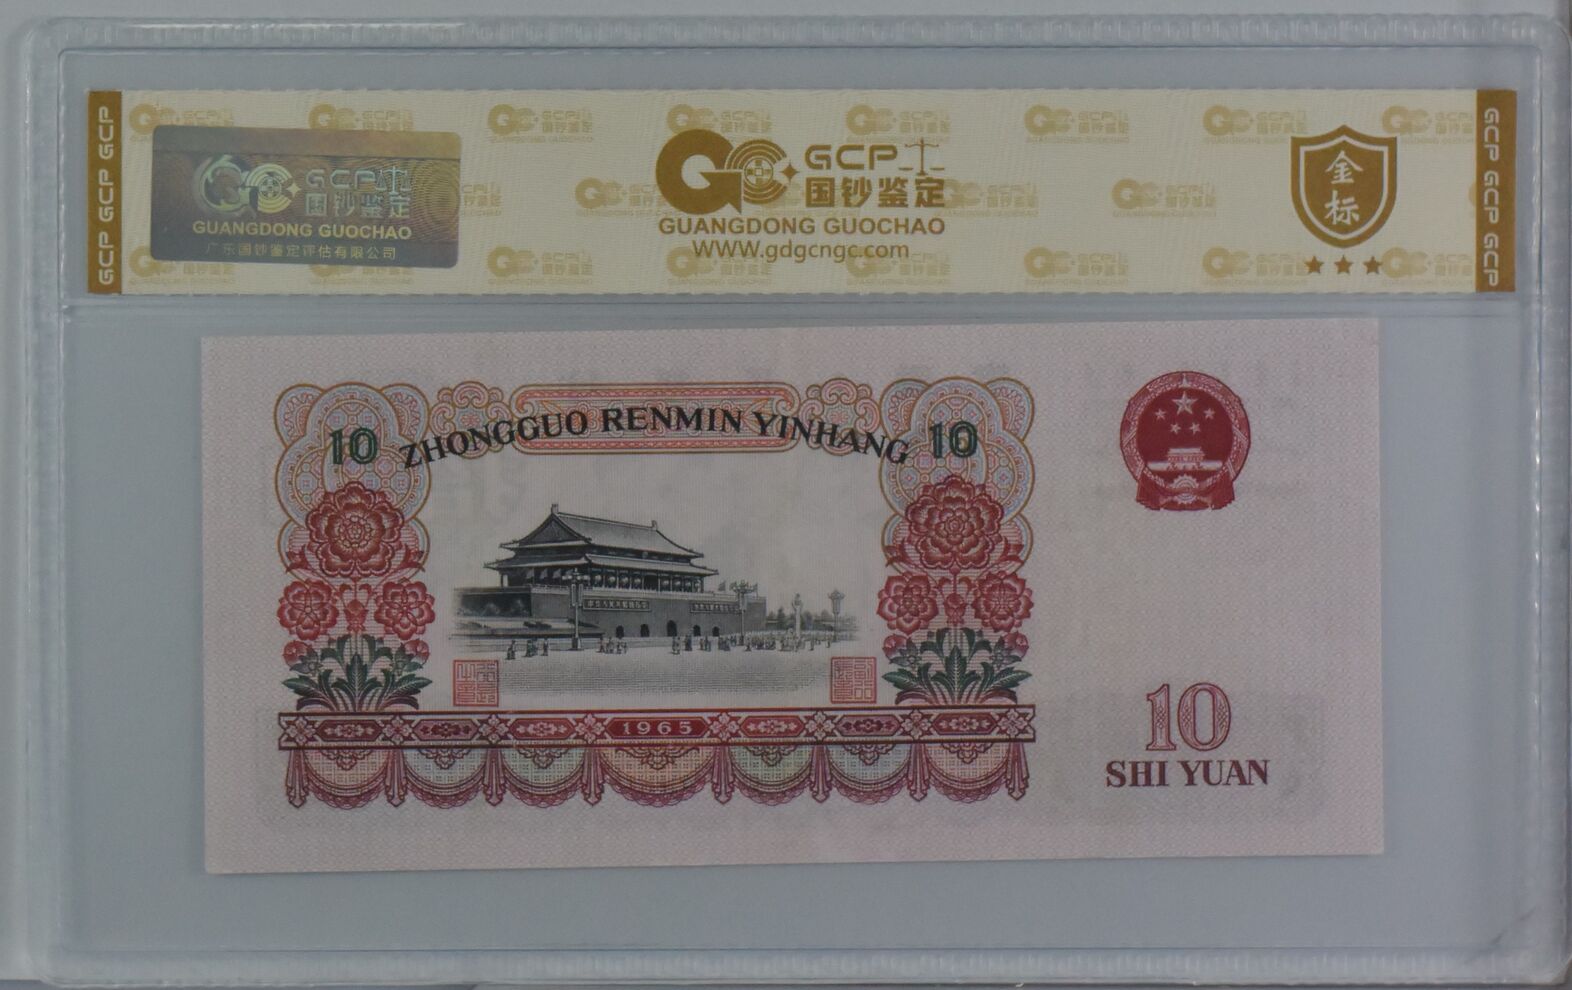 GCP GCP GCP
GCP
国钞鉴定
GUANGDONG GUOCHAO
广东国钞鉴定评估有限公司
GCP
国钞鉴定
GUANGDONG GUOCHAO
WWW.gdgcngc.com
金
标
GCP GCP GCP
10 ZHONGGUO RENMIN YINHANG 10
1965
10
SHI YUAN